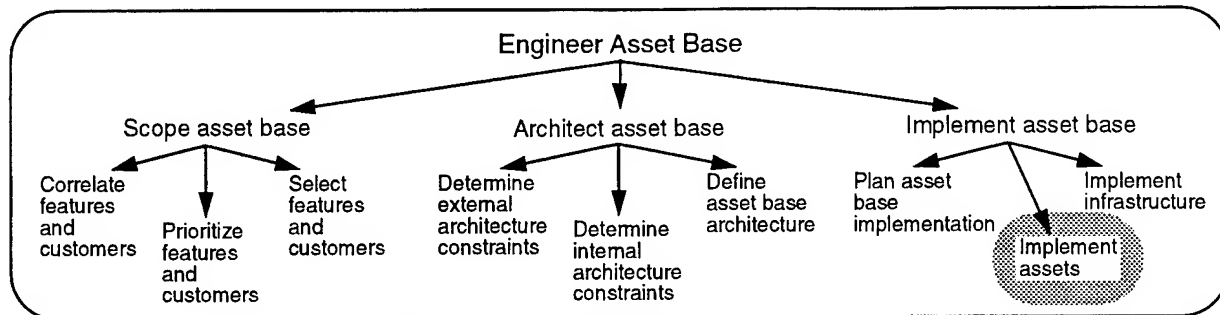 Engineer Asset Base
Scope asset base
Architect asset base
Implement asset base
Correlate
features
and
customers
Prioritize
features
and
customers
Select
features
and
customers
Determine
external
architecture
constraints
Determine
internal
architecture
constraints
Define
asset base
architecture
Plan asset
base
implementation
Implement
assets
Implement
infrastructure